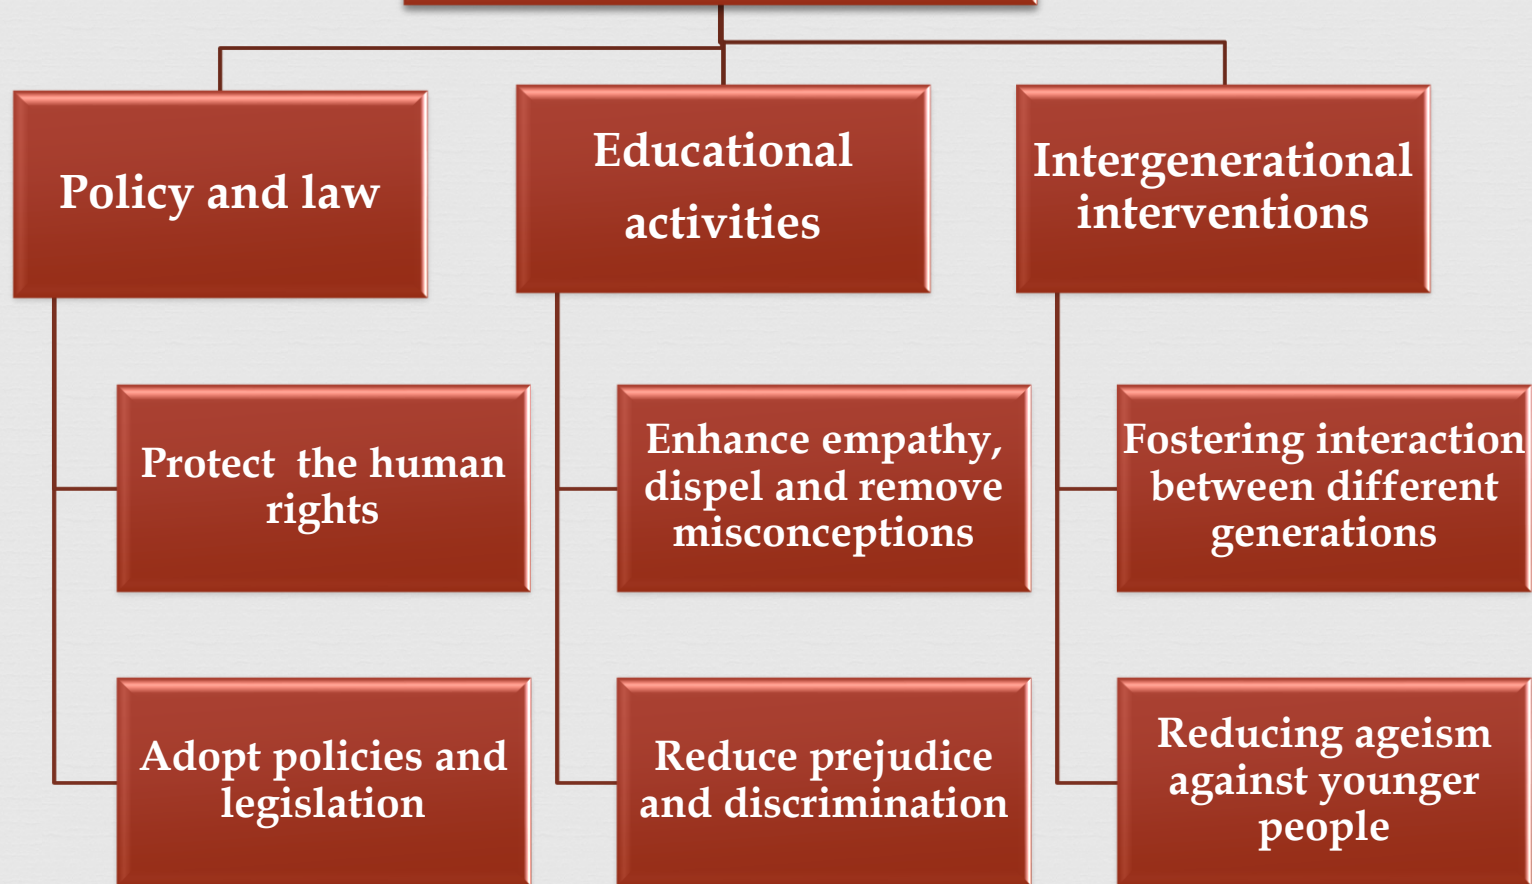 Policy and law
Educational
activities
Intergenerational
interventions
Protect  the human
rights
Enhance empathy,
dispel and remove
misconceptions
Fostering interaction
between different
generations
Adopt policies and
legislation
Reduce prejudice
and discrimination
Reducing ageism
against younger
people